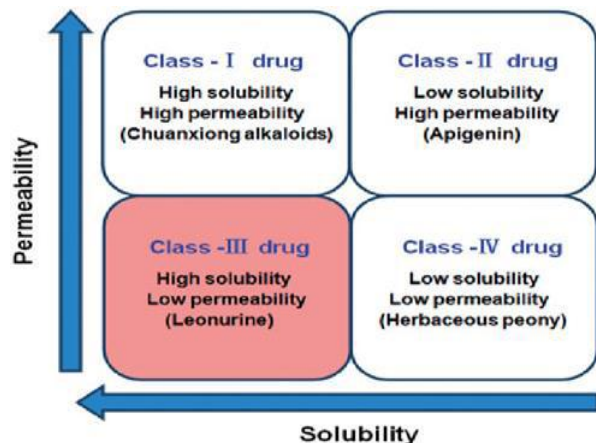 Permeability
Class - I drug
High solubility
High permeability
(Chuanxiong alkaloids)
Class - II drug
Low solubility
High permeability
(Apigenin)
Class -III drug
High solubility
Low permeability
(Leonurine)
Class -IV drug
Low solubility
Low permeability
(Herbaceous peony)
Solubility